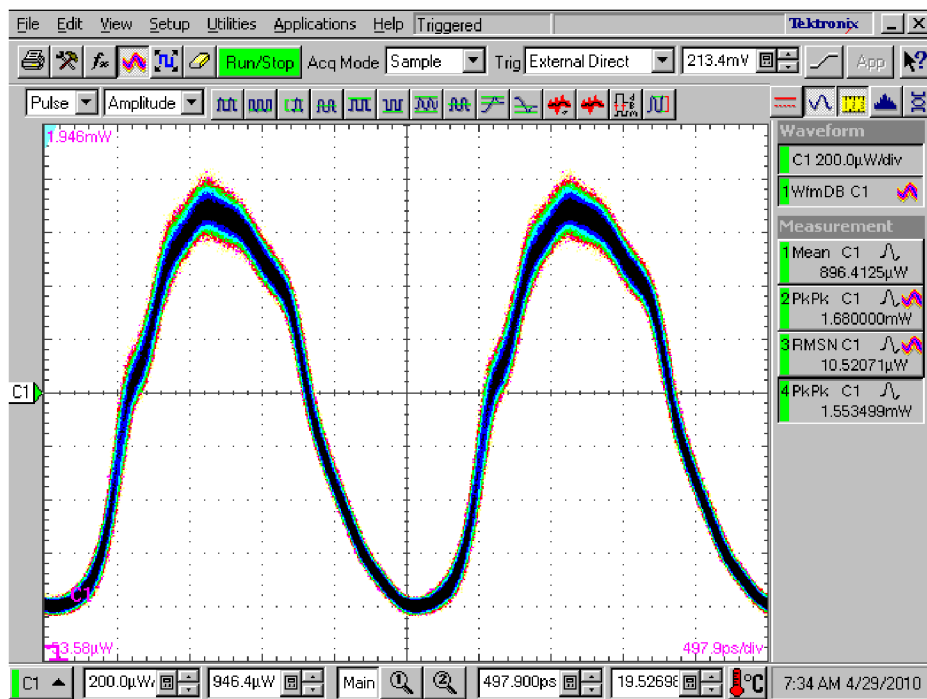 File Edit View Setup Utilities Applications Help Triggered Tektronix
Run/Stop Acq Mode Sample Trig External Direct 213.4mV App
Pulse Amplitude
1.946mW
Waveform
C1 200.0µW/div
1 WfmDB C1
Measurement
1 Mean C1
896.4125µW
2 PkPk C1
1.680000mW
3 RMSN C1
10.52071µW
4 PkPk C1
1.553499mW
C1
C1
53.58µW
497.9ps/div
C1 200.0µW/ 946.4µW Main 1 2 497.900ps 19.5269 °C 7:34 AM 4/29/2010